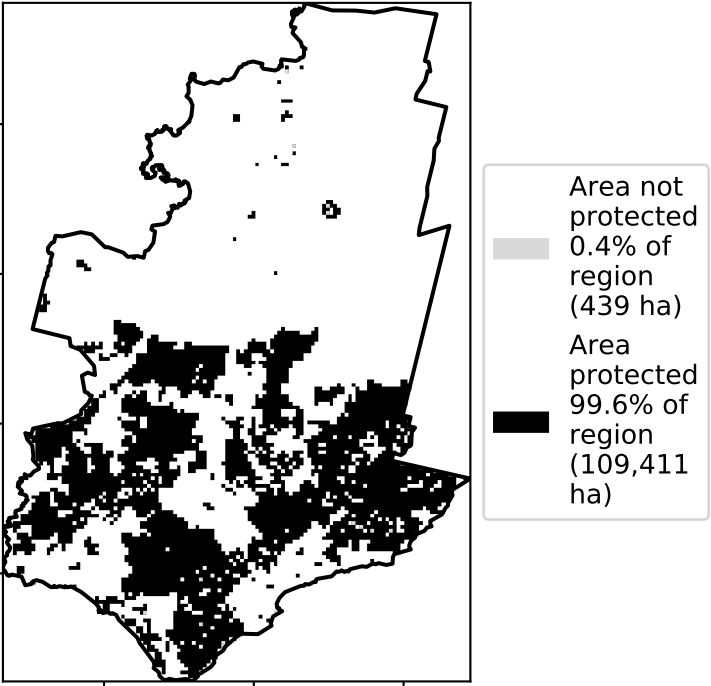 Area not
protected
0.4% of
region
(439 ha)
Area
protected
99.6% of
region
(109,411
ha)